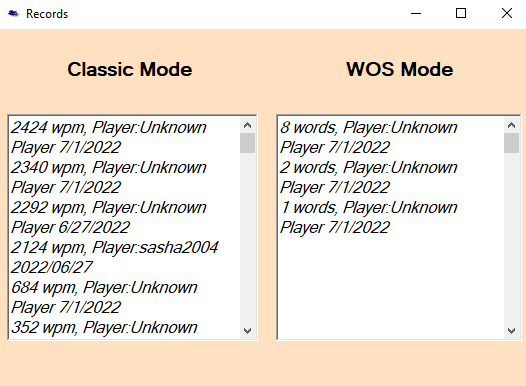 Records
Classic Mode
2424 wpm, Player:Unknown
Player 7/1/2022
2340 wpm, Player:Unknown
Player 7/1/2022
2292 wpm, Player:Unknown
Player 6/27/2022
2124 wpm, Player:sasha2004
2022/06/27
684 wpm, Player:Unknown
Player 7/1/2022
352 wpm, Player:Unknown
WOS Mode
8 words, Player:Unknown
Player 7/1/2022
2 words, Player:Unknown
Player 7/1/2022
1 words, Player:Unknown
Player 7/1/2022